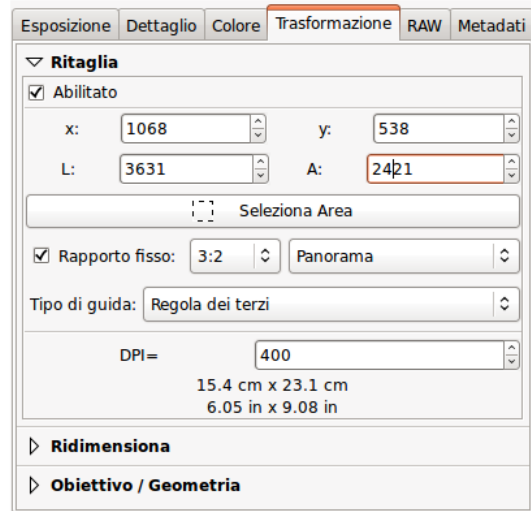 Esposizione Dettaglio Colore Trasformazione RAW Metadati
Ritaglia
Abilitato
x: 1068 y: 538
L: 3631 A: 2421
Seleziona Area
Rapporto fisso: 3:2 Panorama
Tipo di guida: Regola dei terzi
DPI= 400
15.4 cm x 23.1 cm
6.05 in x 9.08 in
Ridimensiona
Obiettivo / Geometria